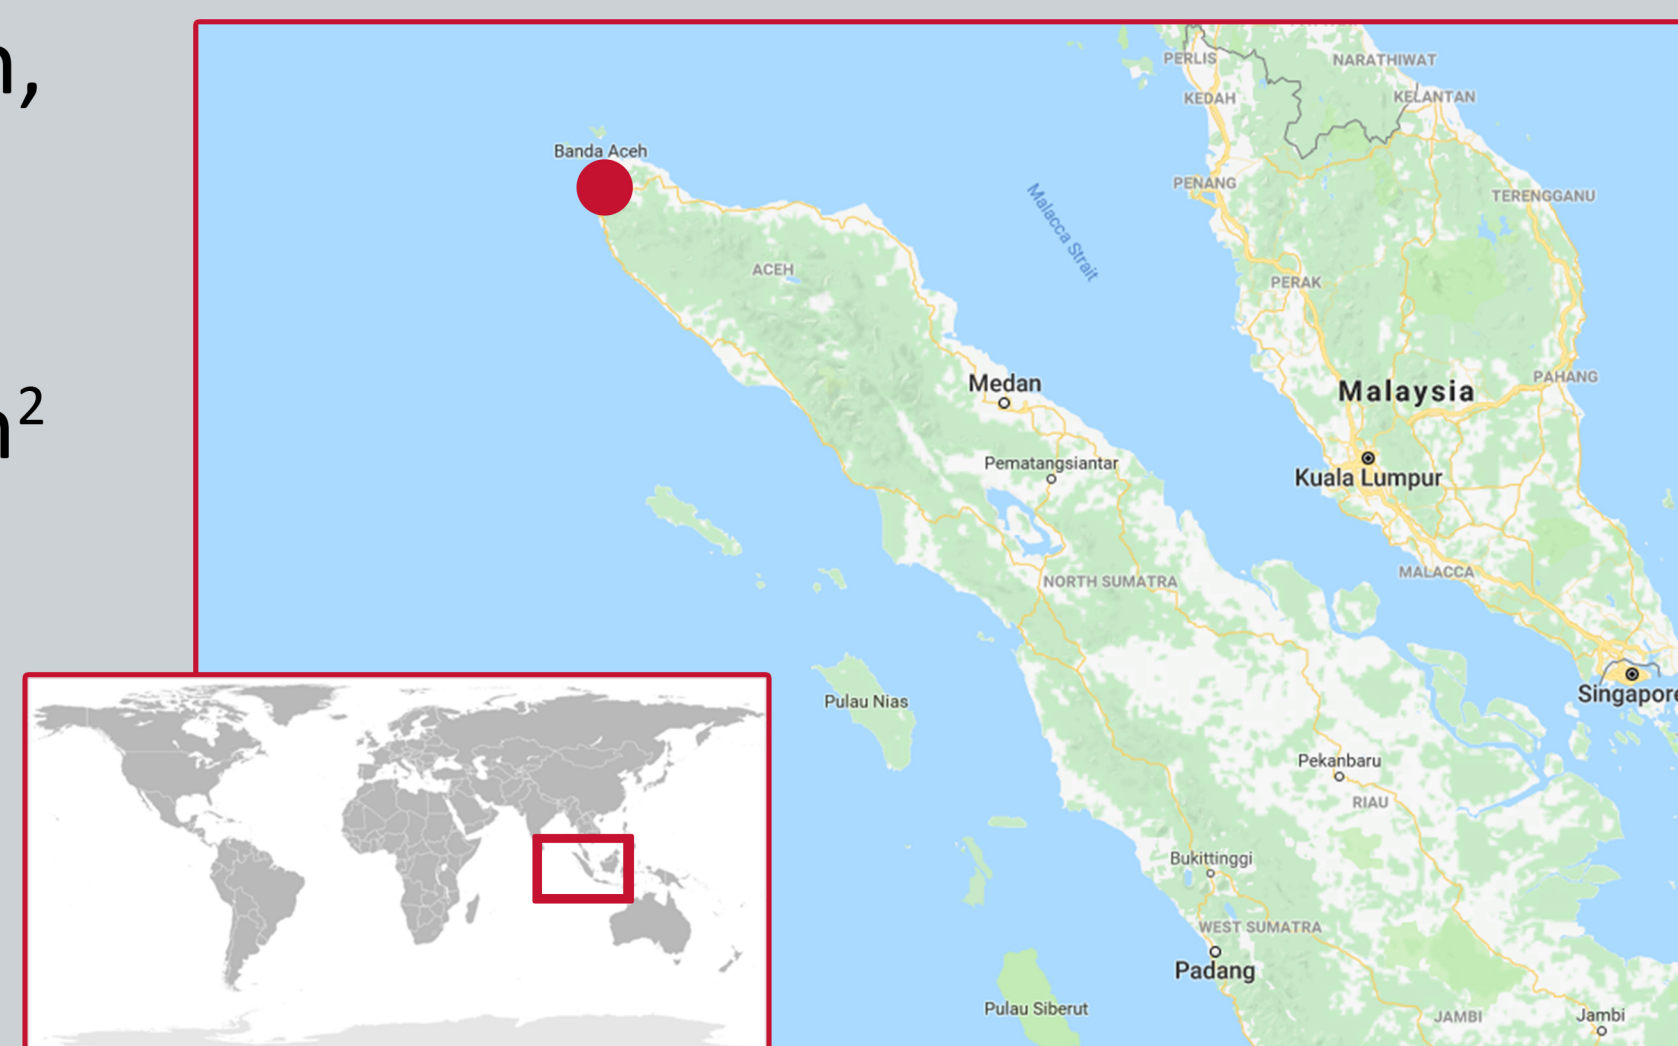 n,
m²
PERLIS
NARATHIWAT
KEDAH
KELANTAN
Banda Aceh
PENANG
TERENGGANU
Malacca Strait
ACEH
PERAK
Medan
PAHANG
Malaysia
Pematangsiantar
Kuala Lumpur
MALACCA
NORTH SUMATRA
Singapore
Pulau Nias
Pekanbaru
RIAU
Bukittinggi
WEST SUMATRA
Padang
Pulau Siberut
JAMBI
Jambi